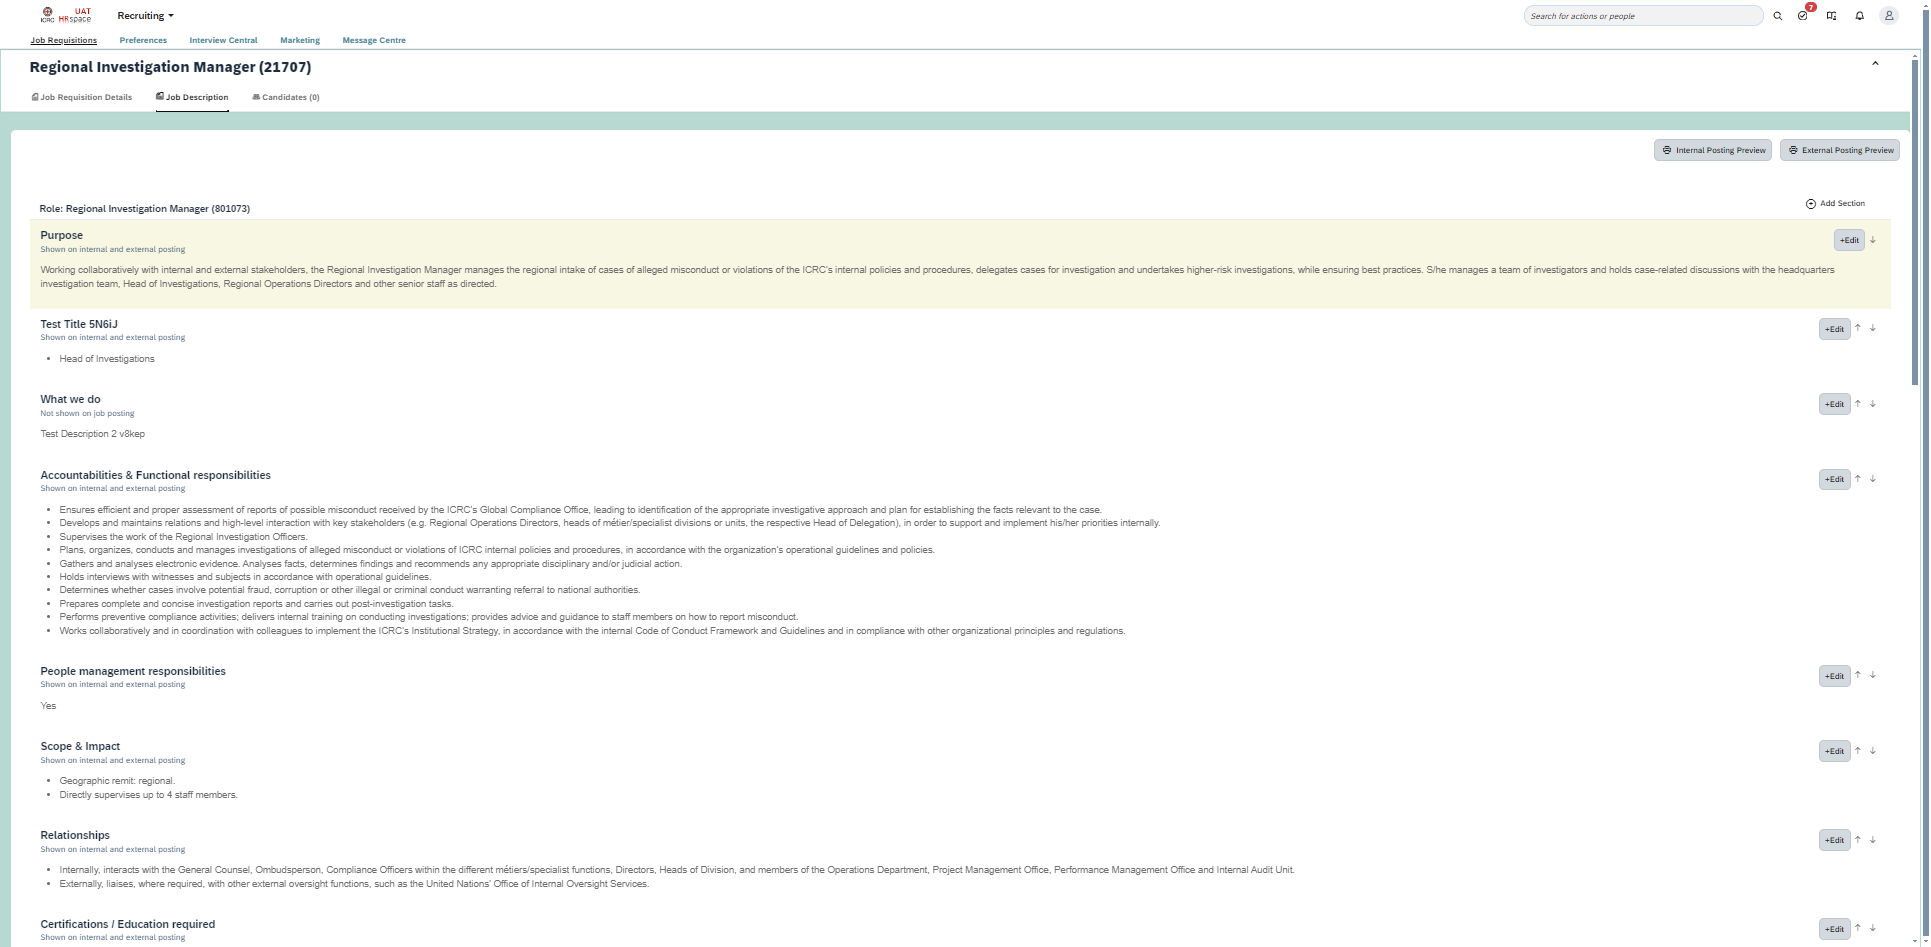 ICRC UAT HRspace Recruiting Search for actions or people 7
Job Requisitions Preferences Interview Central Marketing Message Centre
Regional Investigation Manager (21707)
Job Requisition Details Job Description Candidates (0)
Internal Posting Preview External Posting Preview
Role: Regional Investigation Manager (801073) Add Section
Purpose
Shown on internal and external posting
+Edit
Working collaboratively with internal and external stakeholders, the Regional Investigation Manager manages the regional intake of cases of alleged misconduct or violations of the ICRC's internal policies and procedures, delegates cases for investigation and undertakes higher-risk investigations, while ensuring best practices. S/he manages a team of investigators and holds case-related discussions with the headquarters
investigation team, Head of Investigations, Regional Operations Directors and other senior staff as directed.
Test Title 5N6iJ
+Edit
Shown on internal and external posting
• Head of Investigations
What we do
+Edit
Not shown on job posting
Test Description 2 v8kep
Accountabilities & Functional responsibilities
+Edit
Shown on internal and external posting
• Ensures efficient and proper assessment of reports of possible misconduct received by the ICRC's Global Compliance Office, leading to identification of the appropriate investigative approach and plan for establishing the facts relevant to the case.
• Develops and maintains relations and high-level interaction with key stakeholders (e.g. Regional Operations Directors, heads of métier/specialist divisions or units, the respective Head of Delegation), in order to support and implement his/her priorities internally.
• Supervises the work of the Regional Investigation Officers.
• Plans, organizes, conducts and manages investigations of alleged misconduct or violations of ICRC internal policies and procedures, in accordance with the organization's operational guidelines and policies.
• Gathers and analyses electronic evidence. Analyses facts, determines findings and recommends any appropriate disciplinary and/or judicial action.
• Holds interviews with witnesses and subjects in accordance with operational guidelines.
• Determines whether cases involve potential fraud, corruption or other illegal or criminal conduct warranting referral to national authorities.
• Prepares complete and concise investigation reports and carries out post-investigation tasks.
• Performs preventive compliance activities; delivers internal training on conducting investigations; provides advice and guidance to staff members on how to report misconduct.
• Works collaboratively and in coordination with colleagues to implement the ICRC's Institutional Strategy, in accordance with the internal Code of Conduct Framework and Guidelines and in compliance with other organizational principles and regulations.
People management responsibilities
+Edit
Shown on internal and external posting
Yes
Scope & Impact
+Edit
Shown on internal and external posting
• Geographic remit: regional.
• Directly supervises up to 4 staff members.
Relationships
+Edit
Shown on internal and external posting
• Internally, interacts with the General Counsel, Ombudsperson, Compliance Officers within the different métiers/specialist functions, Directors, Heads of Division, and members of the Operations Department, Project Management Office, Performance Management Office and Internal Audit Unit.
• Externally, liaises, where required, with other external oversight functions, such as the United Nations' Office of Internal Oversight Services.
Certifications / Education required
+Edit
Shown on internal and external posting